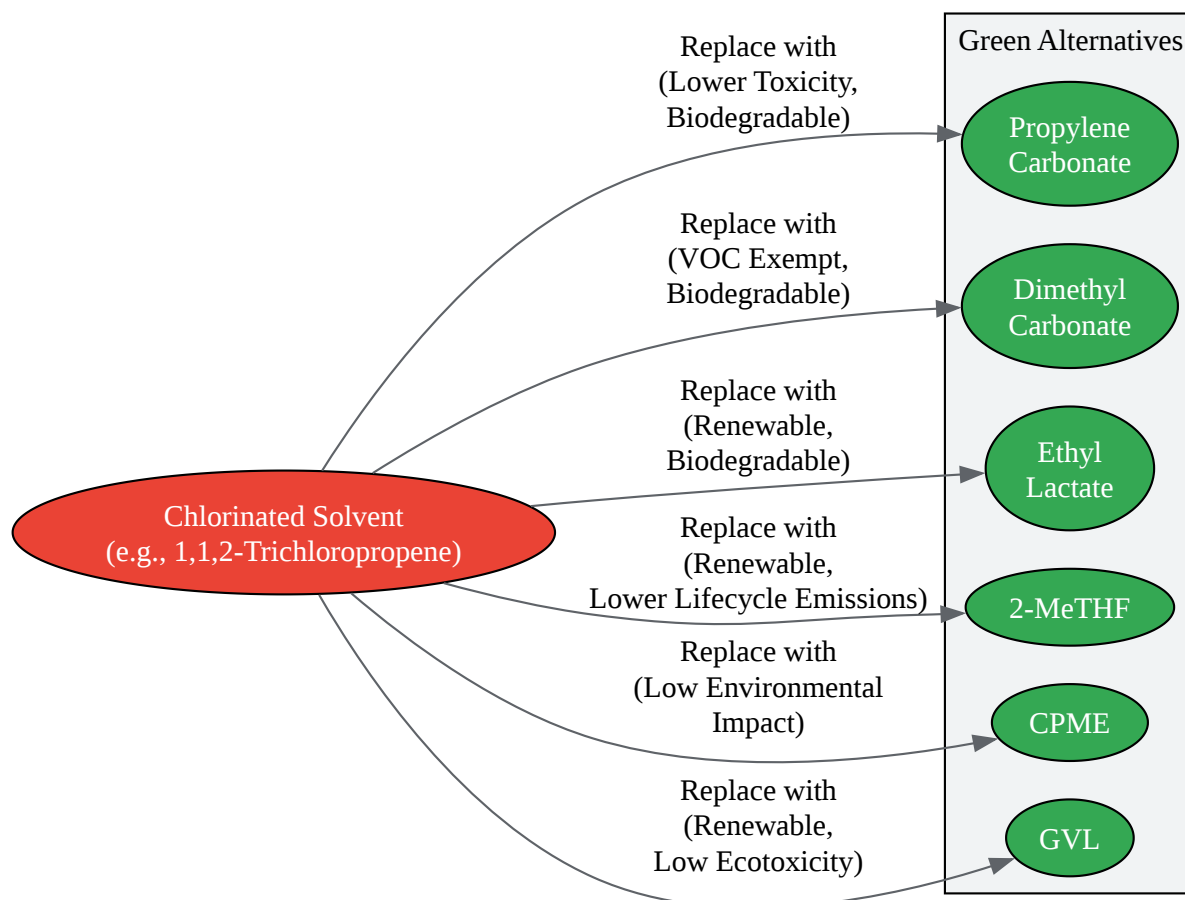 Green Alternatives
Replace with
(Lower Toxicity,
Biodegradable)
Propylene
Carbonate
Replace with
(VOC Exempt,
Biodegradable)
Dimethyl
Carbonate
Replace with
(Renewable,
Biodegradable)
Ethyl
Lactate
Chlorinated Solvent
(e.g., 1,1,2-Trichloropropene)
Replace with
(Renewable,
Lower Lifecycle Emissions)
2-MeTHF
Replace with
(Low Environmental
Impact)
CPME
Replace with
(Renewable,
Low Ecotoxicity)
GVL